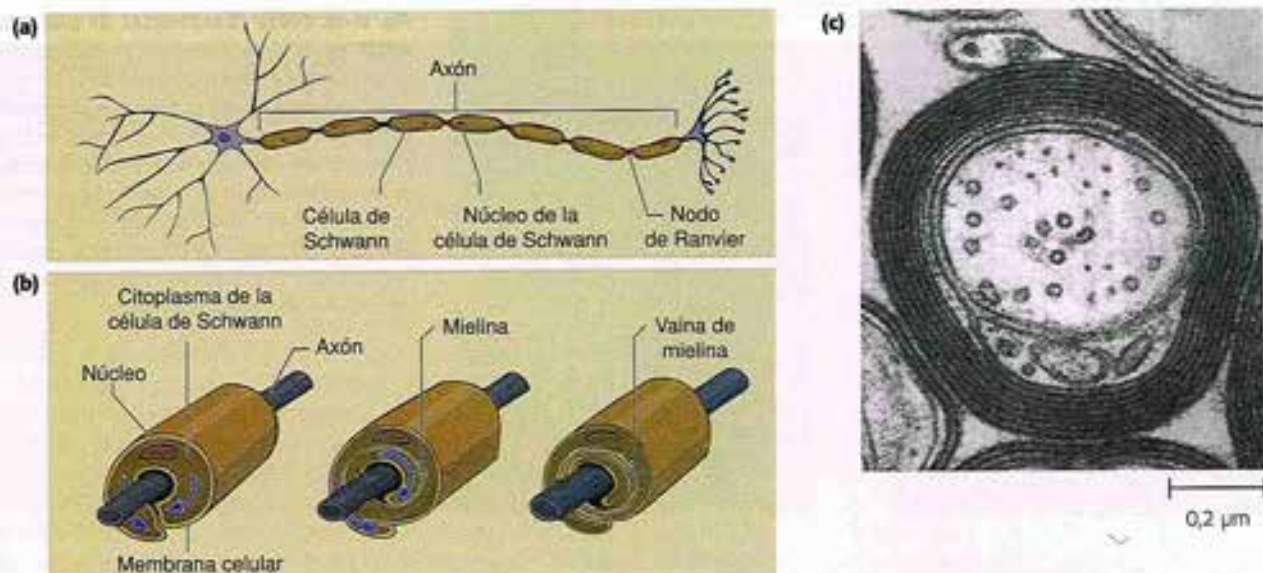 (a)
Axón
Célula de
Schwann
Núcleo de la
célula de Schwann
Nodo
de Ranvier
(b)
Citoplasma de la
célula de Schwann
Núcleo
Axón
Membrana celular
Mielina
Vaina de
mielina
(c)
0,2 µm